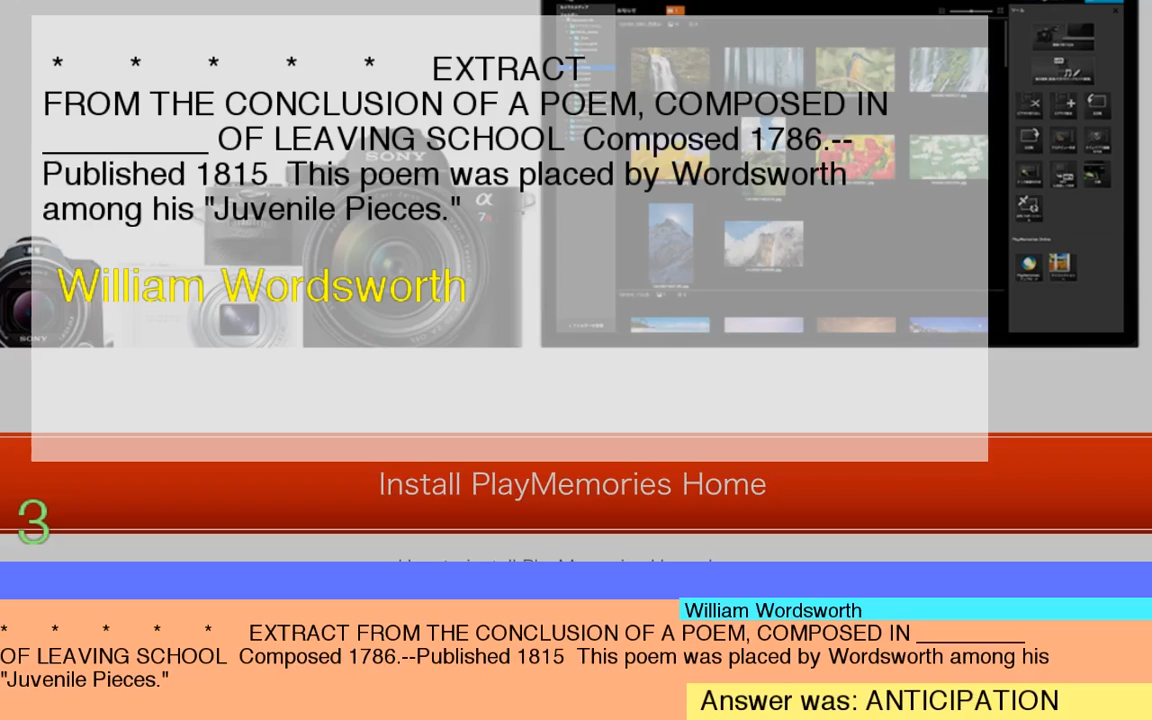 * * * * * EXTRACT
FROM THE CONCLUSION OF A POEM, COMPOSED IN
__________ OF LEAVING SCHOOL Composed 1786.--
Published 1815 This poem was placed by Wordsworth
among his "Juvenile Pieces."
William Wordsworth
SONY
α
SONY
Install PlayMemories Home
3
William Wordsworth
* * * * * EXTRACT FROM THE CONCLUSION OF A POEM, COMPOSED IN __________
OF LEAVING SCHOOL Composed 1786.--Published 1815 This poem was placed by Wordsworth among his
"Juvenile Pieces."
Answer was: ANTICIPATION